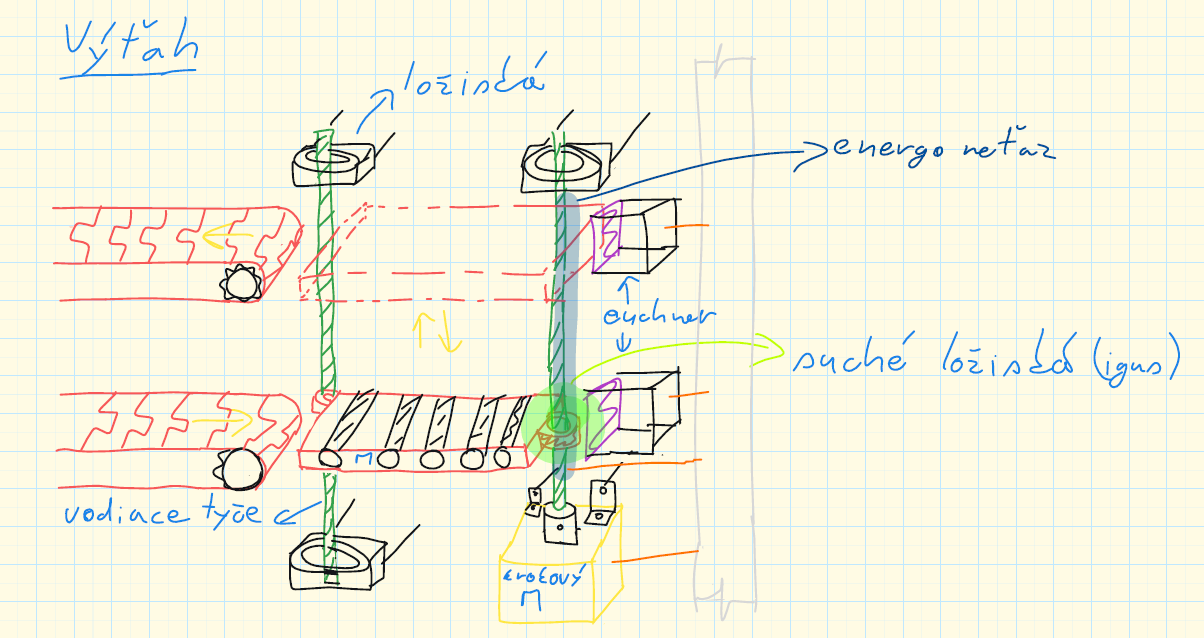 Výťah
ložiská
energo reťaz
euchner
suché ložiská (igus)
M
vodiace tyče
krokový
M